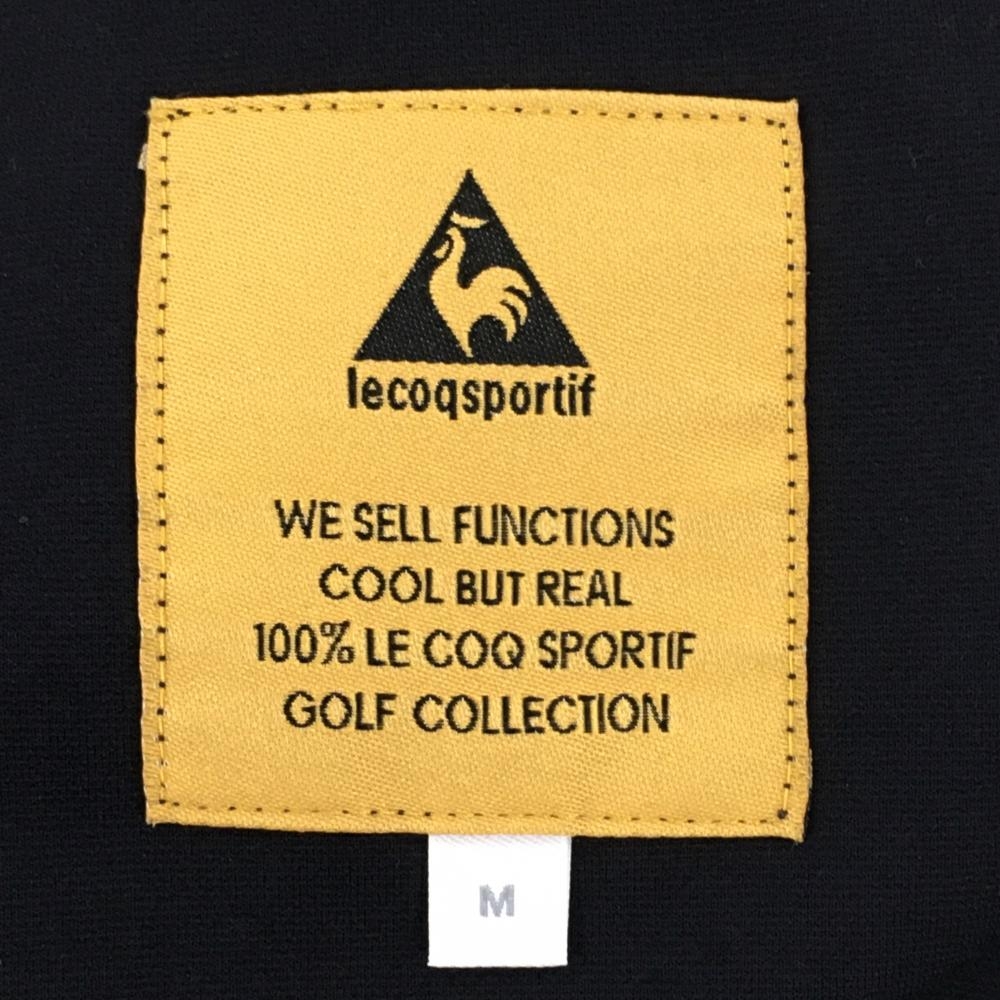 lecoqsportif
WE SELL FUNCTIONS
COOL BUT REAL
100% LE COQ SPORTIF
GOLF COLLECTION
M